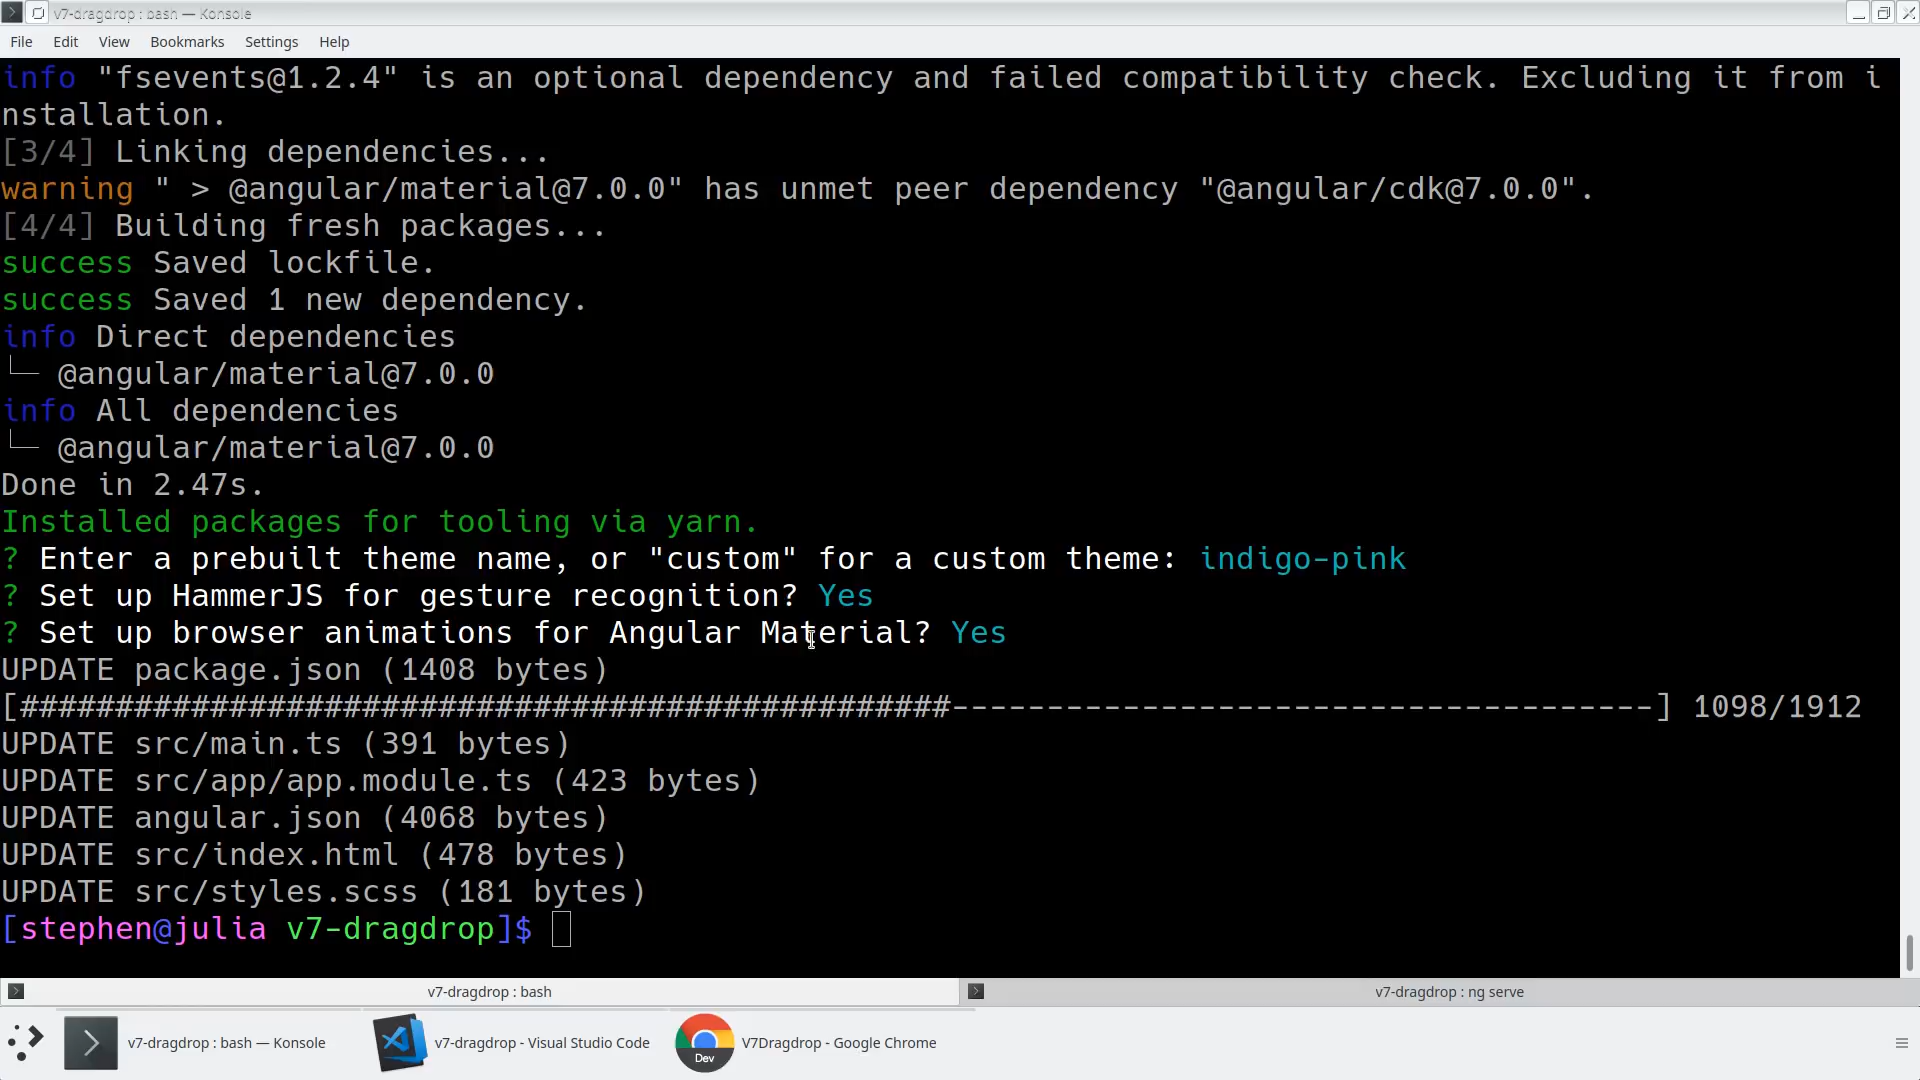 v7-dragdrop : bash — Konsole
File Edit View Bookmarks Settings Help
info "fsevents@1.2.4" is an optional dependency and failed compatibility check. Excluding it from i
nstallation.
[3/4] Linking dependencies...
warning " > @angular/material@7.0.0" has unmet peer dependency "@angular/cdk@7.0.0".
[4/4] Building fresh packages...
success Saved lockfile.
success Saved 1 new dependency.
info Direct dependencies
└─ @angular/material@7.0.0
info All dependencies
└─ @angular/material@7.0.0
Done in 2.47s.
Installed packages for tooling via yarn.
? Enter a prebuilt theme name, or "custom" for a custom theme: indigo-pink
? Set up HammerJS for gesture recognition? Yes
? Set up browser animations for Angular Material? Yes
UPDATE package.json (1408 bytes)
[#################################################-------------------------------------] 1098/1912
UPDATE src/main.ts (391 bytes)
UPDATE src/app/app.module.ts (423 bytes)
UPDATE angular.json (4068 bytes)
UPDATE src/index.html (478 bytes)
UPDATE src/styles.scss (181 bytes)
[stephen@julia v7-dragdrop]$
v7-dragdrop : bash
v7-dragdrop : ng serve
v7-dragdrop : bash — Konsole
v7-dragdrop - Visual Studio Code
Dev
V7Dragdrop - Google Chrome